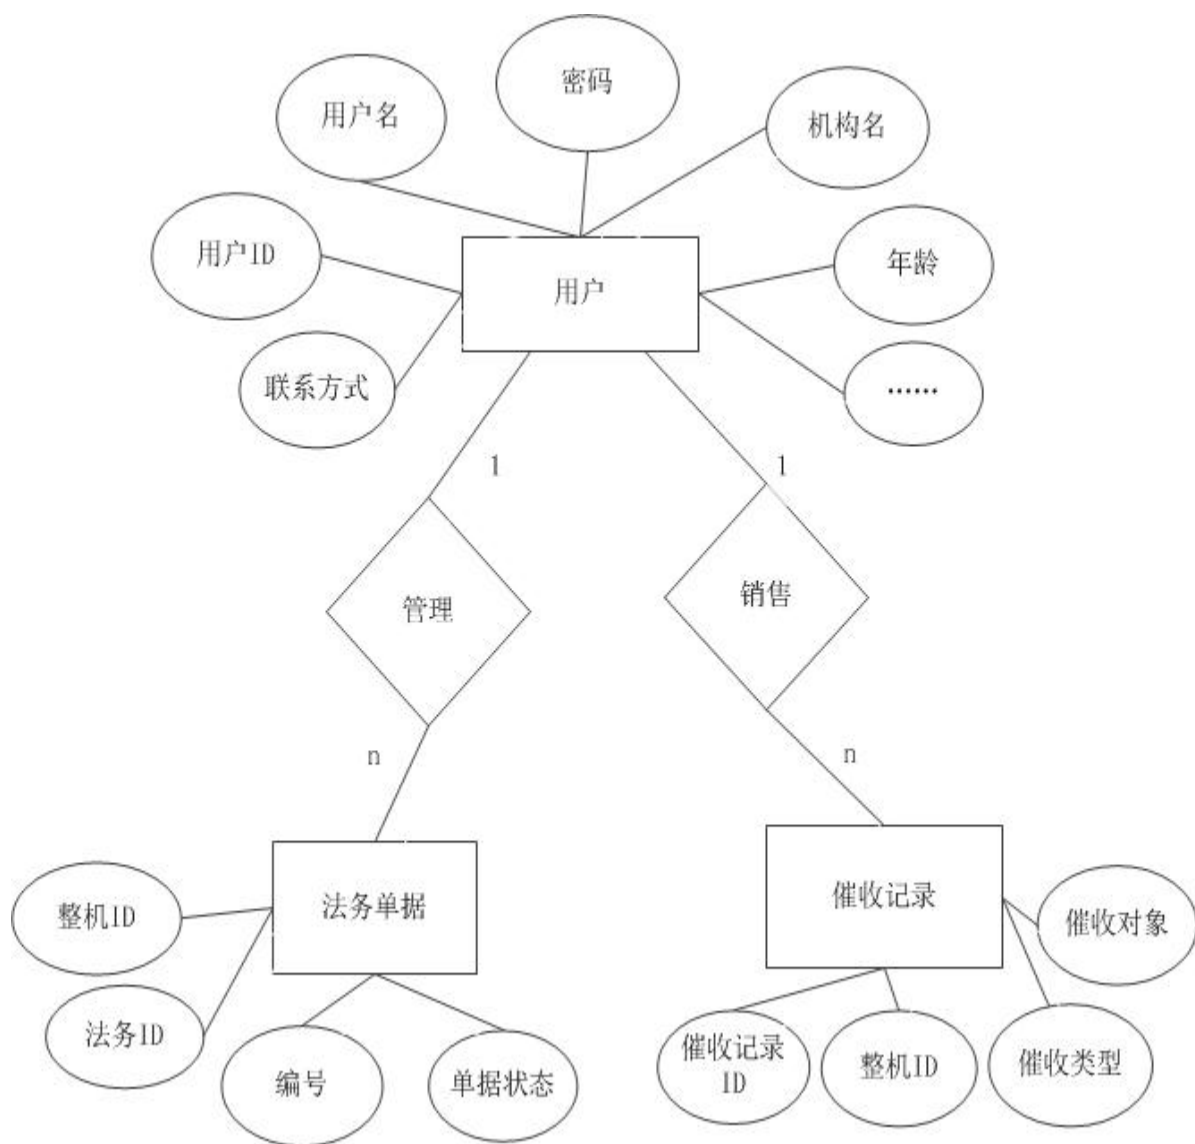 密码
用户名
机构名
用户ID
年龄
用户
联系方式
……
1
1
管理
销售
n
n
法务单据
催收记录
整机ID
催收对象
法务ID
编号
单据状态
催收记录
ID
整机ID
催收类型